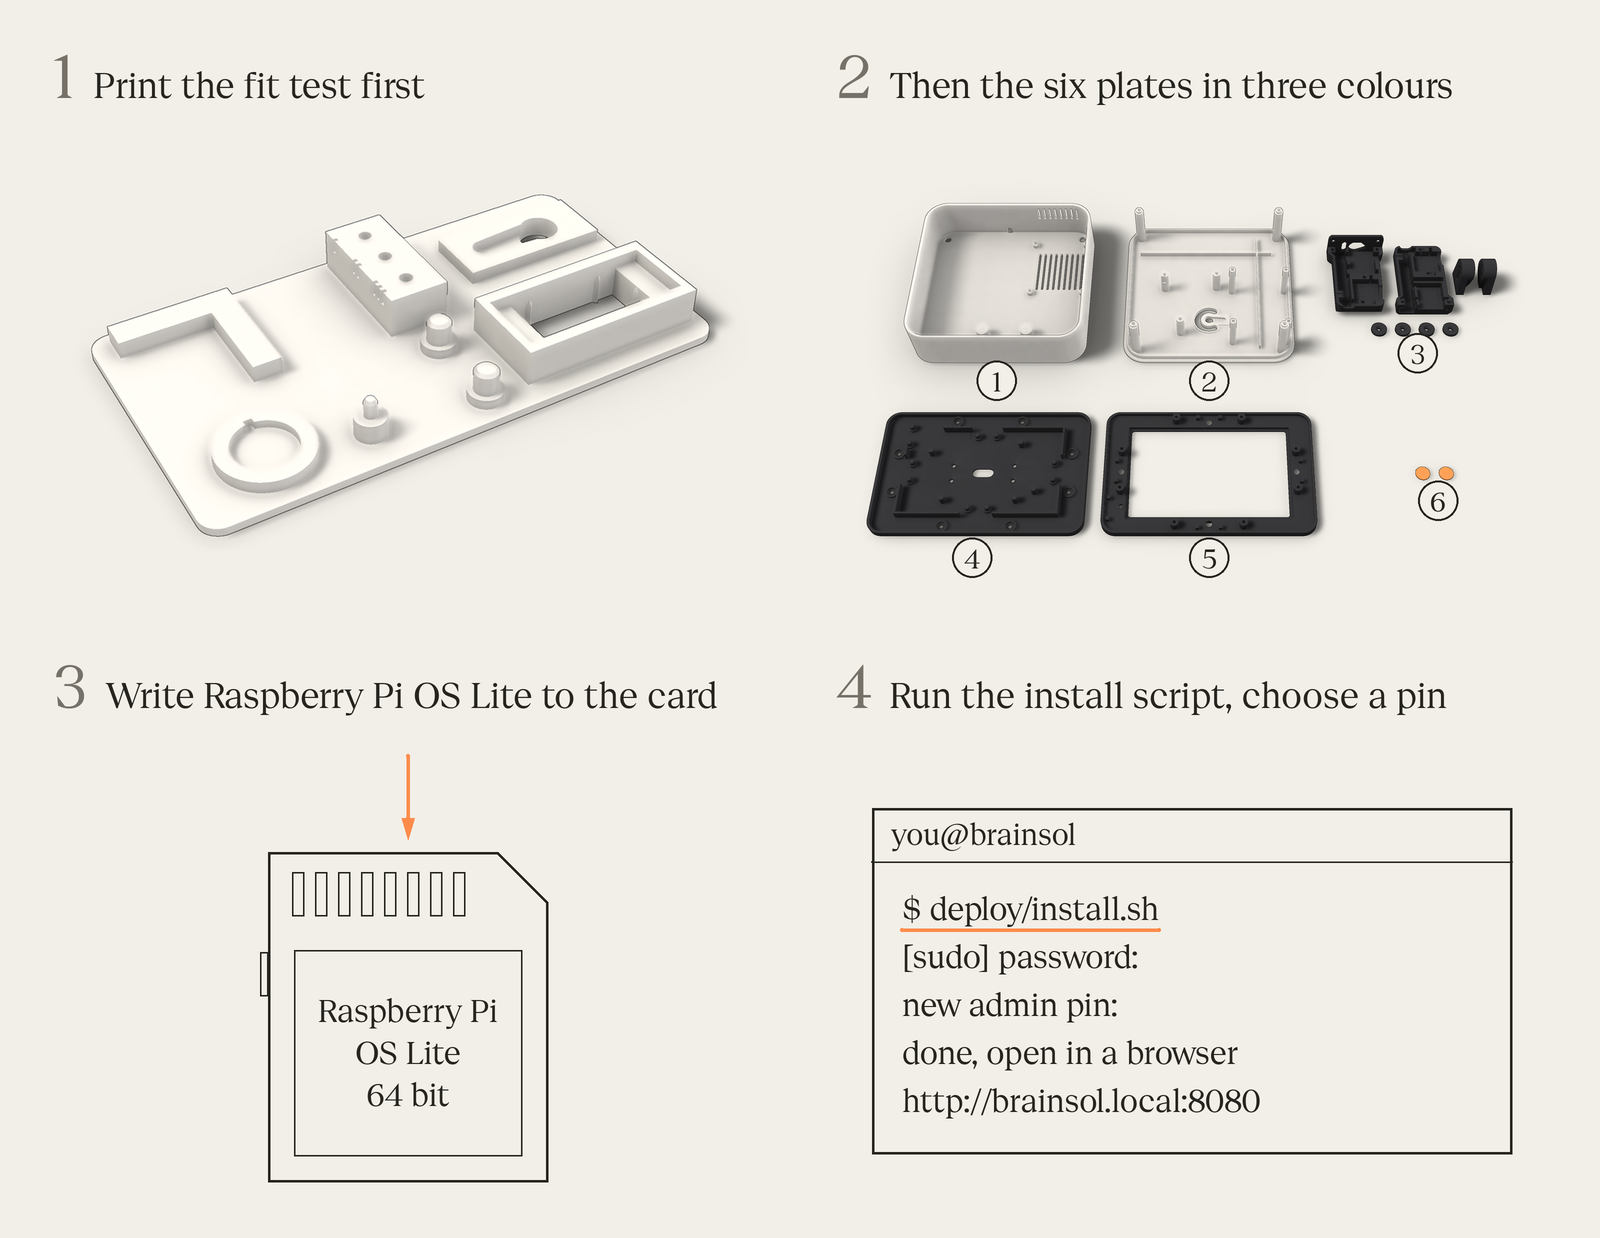 1 Print the fit test first
2 Then the six plates in three colours
1
2
3
4
5
6
3 Write Raspberry Pi OS Lite to the card
Raspberry Pi
OS Lite
64 bit
4 Run the install script, choose a pin
you@brainsol
$ deploy/install.sh
[sudo] password:
new admin pin:
done, open in a browser
http://brainsol.local:8080